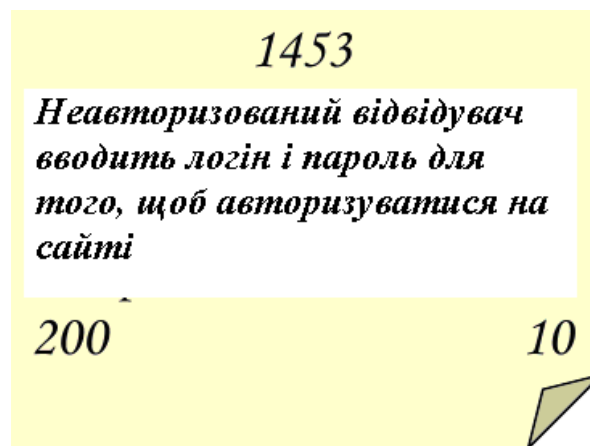 1453
Неавторизований відвідувач
вводить логін і пароль для
того, щоб авторизуватися на
сайті
200 10